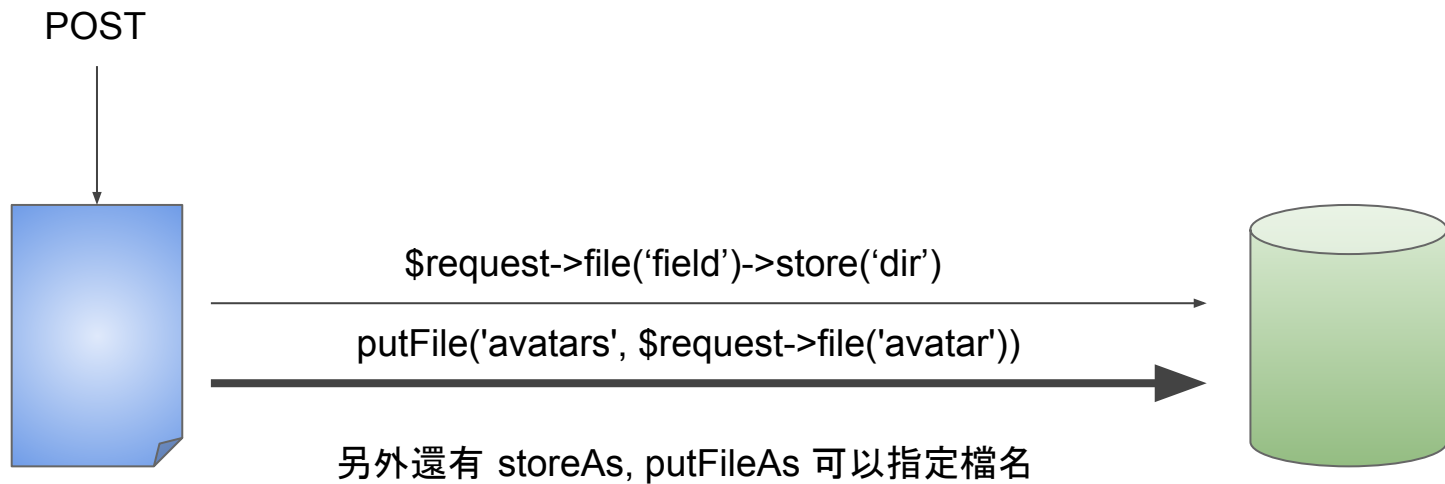 POST
$request->file(‘field’)->store(‘dir’)
putFile('avatars', $request->file('avatar'))
另外還有 storeAs, putFileAs 可以指定檔名